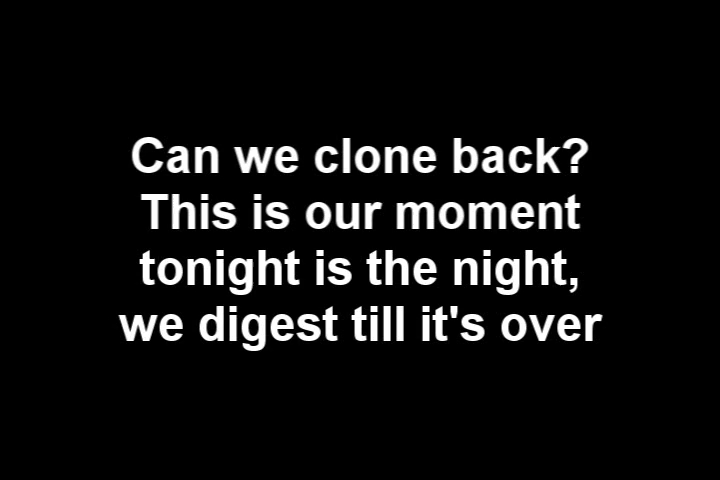 Can we clone back?
This is our moment
tonight is the night,
we digest till it's over